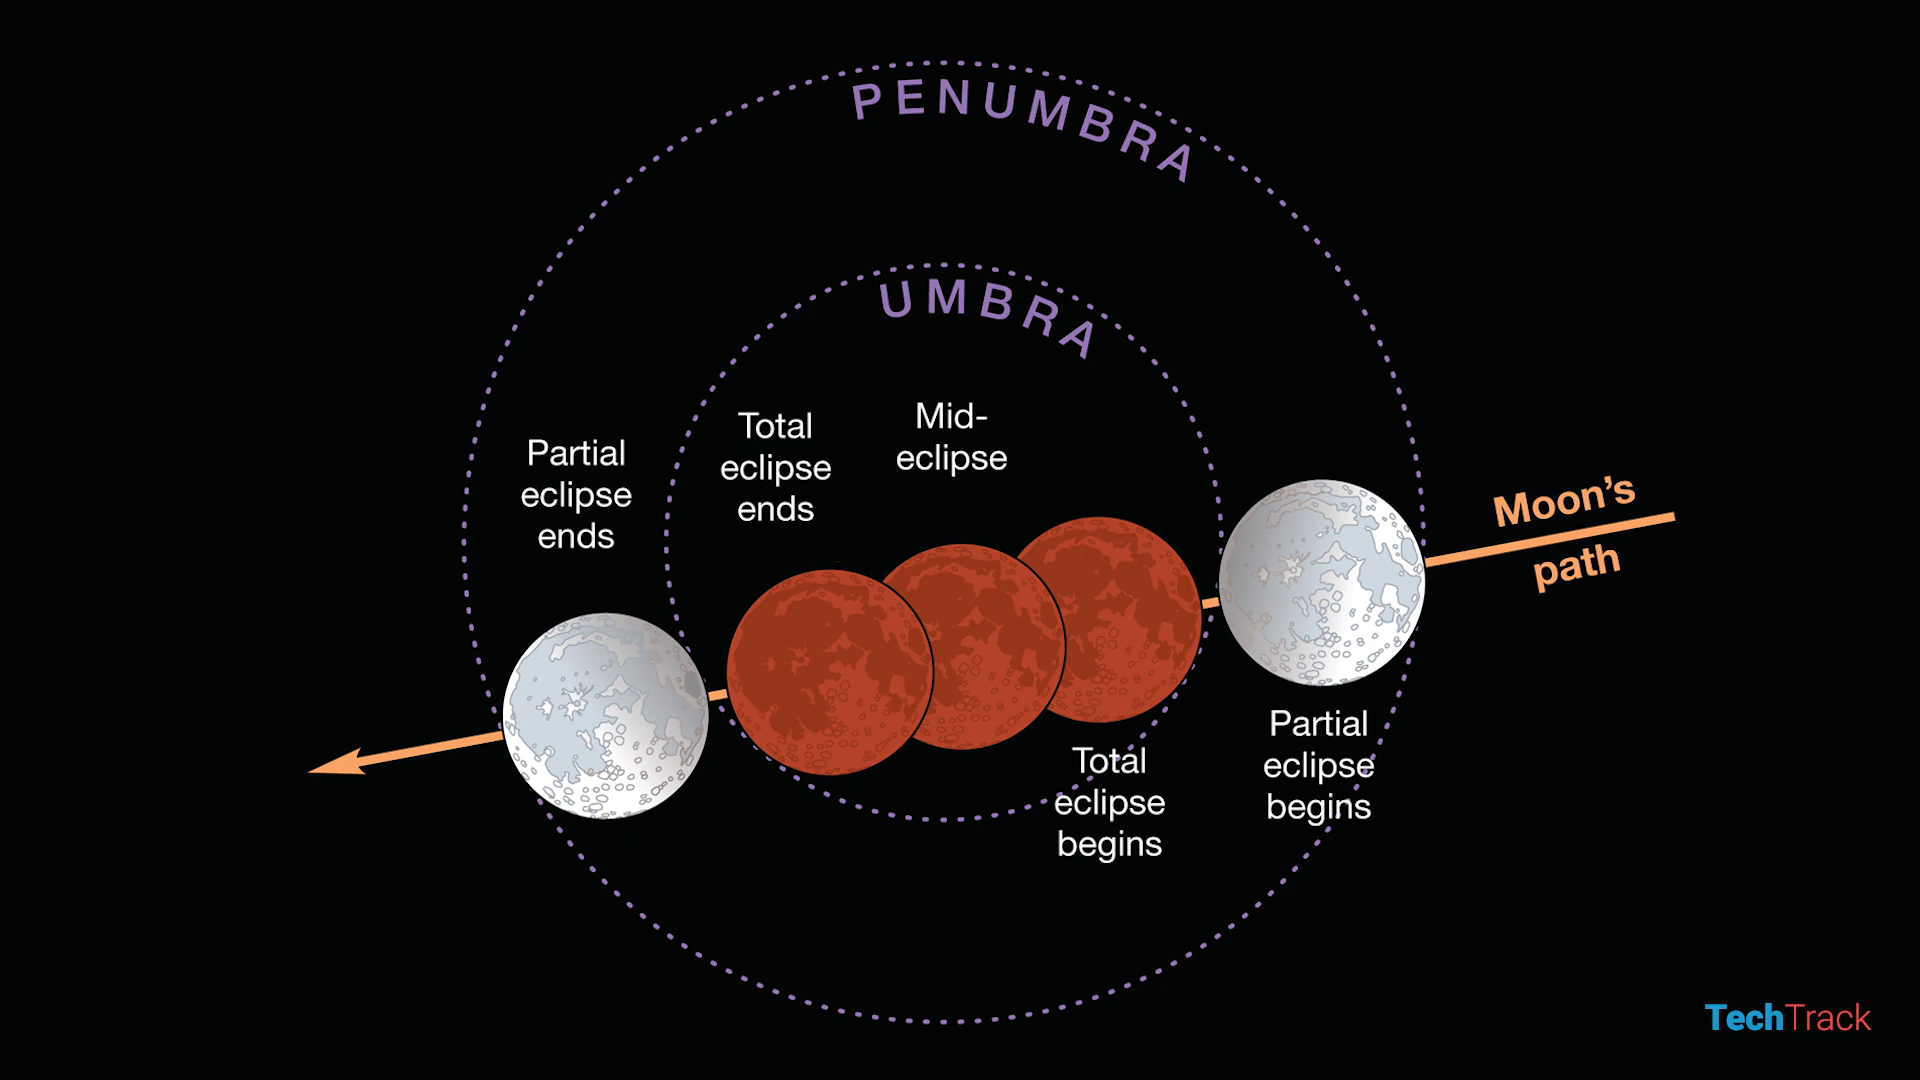 PENUMBRA
UMBRA
Partial
eclipse
ends
Total
eclipse
ends
Mid-
eclipse
Moon's
path
Total
eclipse
begins
Partial
eclipse
begins
TechTrack